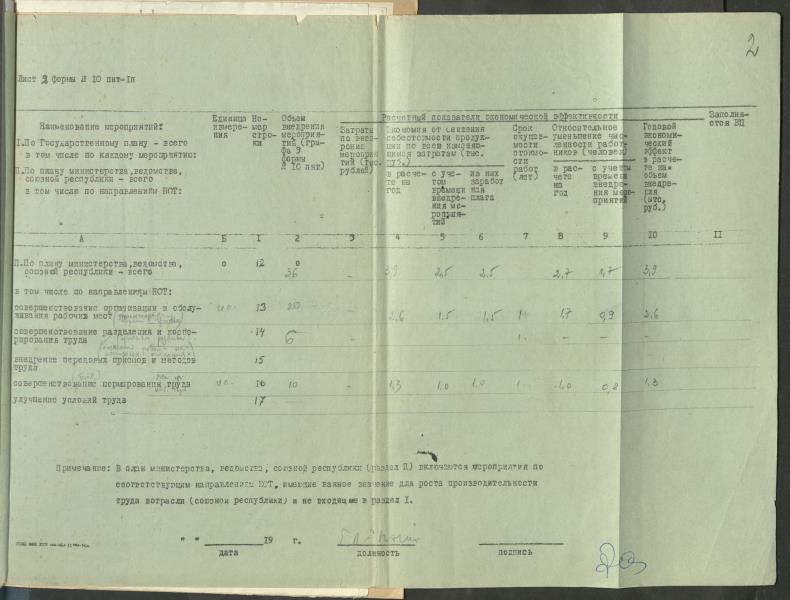 2
Лист 2 формы № 10 пнт-1п
Наименование мероприятий:
I.По Государственному плану - всего
в том числе по каждому мероприятию:
II.По плану министерства,ведомства,
союзной республики - всего
в том числе по направлениям НОТ:
Единица измерения
Номер строки
Объем внедрения мероприятий (графа 9 формы № 10 пнт)
Расчетный показатели экономической эффективности
Затраты по внедрению мероприятий (тыс. рублей)
Экономия от снижения себестоимости продукции по всем затратам (тыс. руб.)
в расчете на год
с учетом времени внедрения мероприятий
из них заработная плата
Срок окупаемости работ (лет)
Относительное уменьшение численности работников (человек)
в расчете на год
с учетом времени внедрения мероприятий
Годовой экономический эффект в расчете на объем внедрения (тыс. руб.)
Заполняется ВЦ
А Б 1 2 3 4 5 6 7 8 9 10 11
П.По плану министерства,ведомства, о 12 о
союзной республики - всего 36 – 3,9 2,5 2,5 2,7 1,7 3,9
в том числе по направлениям НОТ:
совершенствование организации и обслу- 13
живания рабочих мест – 2,6 1.5 1,5 1. 1,7 0,9 2,6
совершенствование разделения и коопе- 14
рирования труда 6 – 1. – – –
внедрение передовых приемов и методов 15
труда
совершенствование нормирования труда 16 10 – 1,3 1,0 1.0 1.0 0,8 1,3
улучшение условий труда 17 –
Примечание: В план министерства, ведомства, союзной республики (раздел П) включаются мероприятия по
соответствующим направлениям НОТ, имеющие важное значение для роста производительности
труда вотрасли (союзной республики) и не входящие в раздел I.
" " 19 г.
дата должность подпись